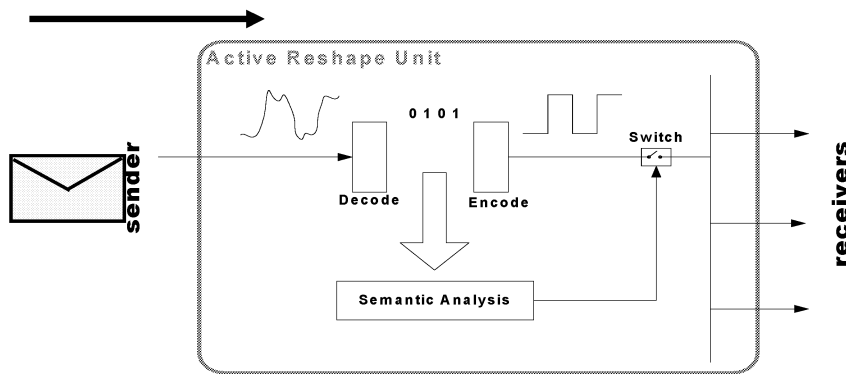 Active Reshape Unit
0 1 0 1
Switch
sender
Decode
Encode
Semantic Analysis
receivers